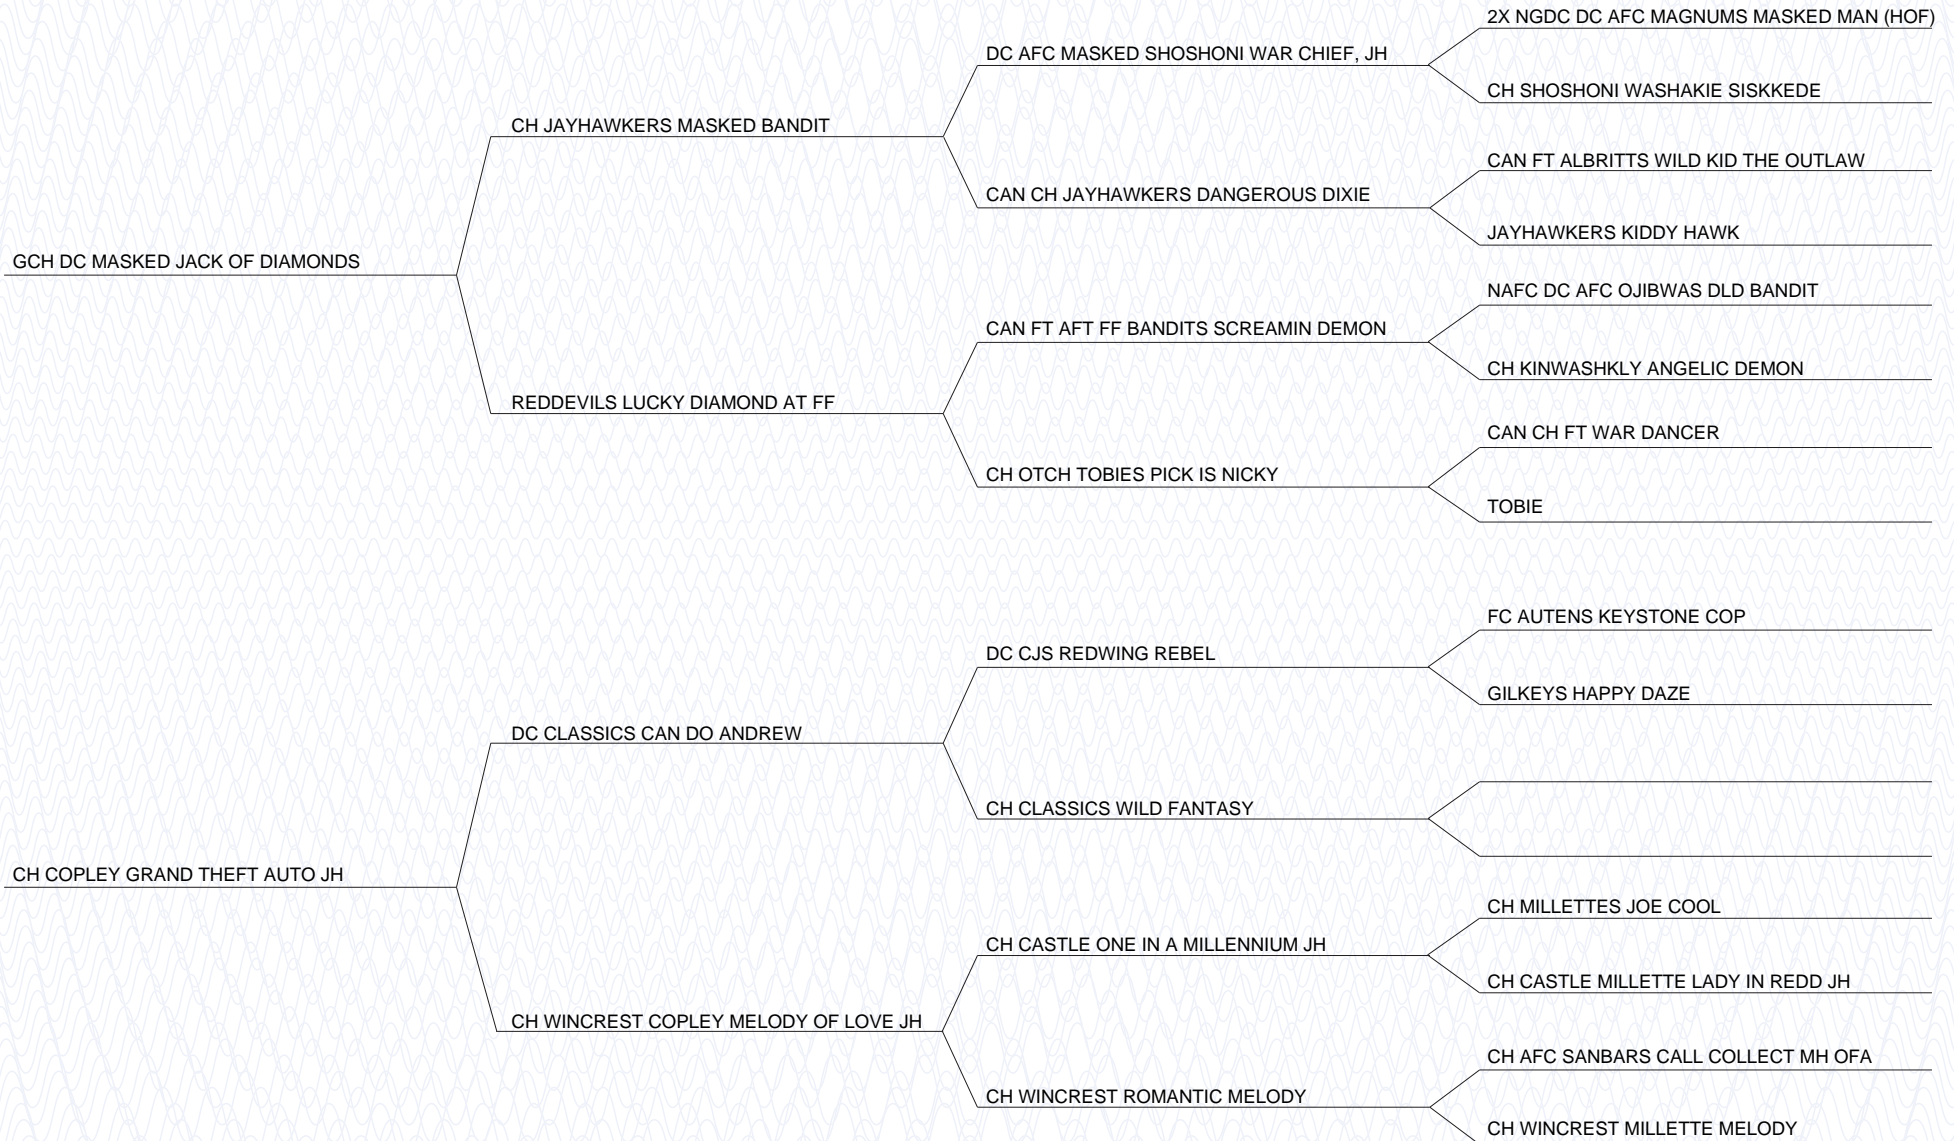 2X NGDC DC AFC MAGNUMS MASKED MAN (HOF)
DC AFC MASKED SHOSHONI WAR CHIEF, JH
CH SHOSHONI WASHAKIE SISKKEDE
CH JAYHAWKERS MASKED BANDIT
CAN FT ALBRITTS WILD KID THE OUTLAW
CAN CH JAYHAWKERS DANGEROUS DIXIE
JAYHAWKERS KIDDY HAWK
GCH DC MASKED JACK OF DIAMONDS
NAFC DC AFC OJIBWAS DLD BANDIT
CAN FT AFT FF BANDITS SCREAMIN DEMON
CH KINWASHKLY ANGELIC DEMON
REDDEVILS LUCKY DIAMOND AT FF
CAN CH FT WAR DANCER
CH OTCH TOBIES PICK IS NICKY
TOBIE
FC AUTENS KEYSTONE COP
DC CJS REDWING REBEL
GILKEYS HAPPY DAZE
DC CLASSICS CAN DO ANDREW
CH CLASSICS WILD FANTASY
CH COPLEY GRAND THEFT AUTO JH
CH MILLETTES JOE COOL
CH CASTLE ONE IN A MILLENNIUM JH
CH CASTLE MILLETTE LADY IN REDD JH
CH WINCREST COPLEY MELODY OF LOVE JH
CH AFC SANBARS CALL COLLECT MH OFA
CH WINCREST ROMANTIC MELODY
CH WINCREST MILLETTE MELODY